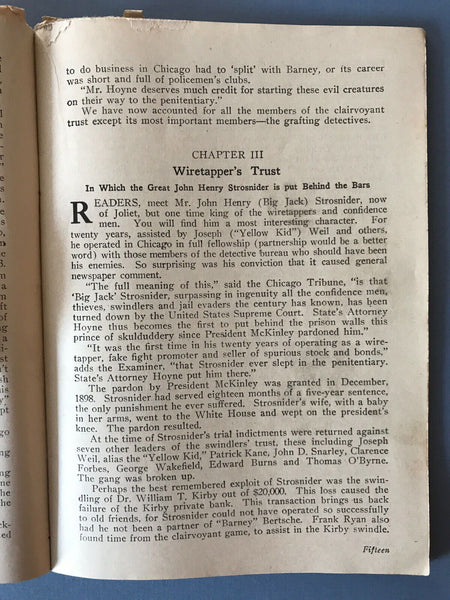 to do business in Chicago had to 'split' with Barney, or its career
was short and full of policemen's clubs.
"Mr. Hoyne deserves much credit for starting these evil creatures
on their way to the penitentiary."
We have now accounted for all the members of the clairvoyant
trust except its most important members—the grafting detectives.
CHAPTER III
Wiretapper's Trust
In Which the Great John Henry Strosnider is put Behind the Bars
READERS, meet Mr. John Henry (Big Jack) Strosnider, now
of Joliet, but one time king of the wiretappers and confidence
men. You will find him a most interesting character. For
twenty years, assisted by Joseph ("Yellow Kid") Weil and others,
he operated in Chicago in full fellowship (partnership would be a better
word) with those members of the detective bureau who should have been
his enemies. So surprising was his conviction that it caused general
newspaper comment.
"The full meaning of this," said the Chicago Tribune, "is that
'Big Jack' Strosnider, surpassing in ingenuity all the confidence men,
thieves, swindlers and jail evaders the century has known, has been
turned down by the United States Supreme Court. State's Attorney
Hoyne thus becomes the first to put behind the prison walls this
prince of skulduddery since President McKinley pardoned him."
"It was the first time in his twenty years of operating as a wire-
tapper, fake fight promoter and seller of spurious stock and bonds,"
adds the Examiner, "that Strosnider ever slept in the penitentiary.
State's Attorney Hoyne put him there."
The pardon by President McKinley was granted in December,
1898. Strosnider had served eighteen months of a five-year sentence,
the only punishment he ever suffered. Strosnider's wife, with a baby
in her arms, went to the White House and wept on the president's
knee. The pardon resulted.
At the time of Strosnider's trial indictments were returned against
seven other leaders of the swindlers' trust, these including Joseph
Weil, alias the "Yellow Kid," Patrick Kane, John D. Snarley, Clarence
Forbes, George Wakefield, Edward Burns and Thomas O'Byrne.
The gang was broken up.
Perhaps the best remembered exploit of Strosnider was the swin-
dling of Dr. William T. Kirby out of $20,000. This loss caused the
failure of the Kirby private bank. This transaction brings us back
to old friends, for Strosnider could not have operated so successfully
had he not been a partner of "Barney" Bertsche. Frank Ryan also
found time from the clairvoyant game, to assist in the Kirby swindle.
Fifteen